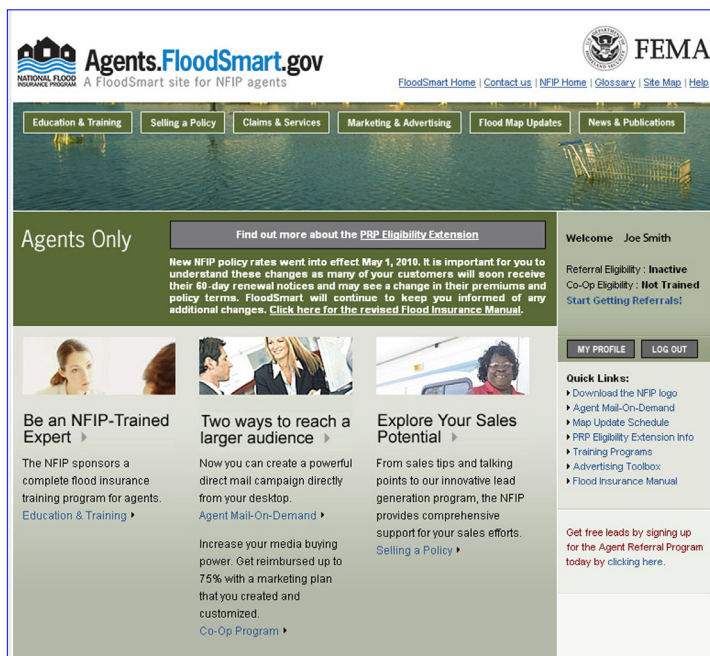 NATIONAL FLOOD
INSURANCE PROGRAM
Agents.FloodSmart.gov
A FloodSmart site for NFIP agents
FEMA
FloodSmart Home | Contact us | NFIP Home | Glossary | Site Map | Help
Education & Training
Selling a Policy
Claims & Services
Marketing & Advertising
Flood Map Updates
News & Publications
Agents Only
Find out more about the PRP Eligibility Extension
New NFIP policy rates went into effect May 1, 2010. It is important for you to
understand these changes as many of your customers will soon receive
their 60-day renewal notices and may see a change in their premiums and
policy terms. FloodSmart will continue to keep you informed of any
additional changes. Click here for the revised Flood Insurance Manual.
Welcome Joe Smith
Referral Eligibility : Inactive
Co-Op Eligibility : Not Trained
Start Getting Referrals!
MY PROFILE
LOG OUT
Be an NFIP-Trained
Expert
The NFIP sponsors a
complete flood insurance
training program for agents.
Education & Training
Two ways to reach a
larger audience
Now you can create a powerful
direct mail campaign directly
from your desktop.
Agent Mail-On-Demand
Increase your media buying
power. Get reimbursed up to
75% with a marketing plan
that you created and
customized.
Co-Op Program
Explore Your Sales
Potential
From sales tips and talking
points to our innovative lead
generation program, the NFIP
provides comprehensive
support for your sales efforts.
Selling a Policy
Quick Links:
Download the NFIP logo
Agent Mail-On-Demand
Map Update Schedule
PRP Eligibility Extension Info
Training Programs
Advertising Toolbox
Flood Insurance Manual
Get free leads by signing up
for the Agent Referral Program
today by clicking here.